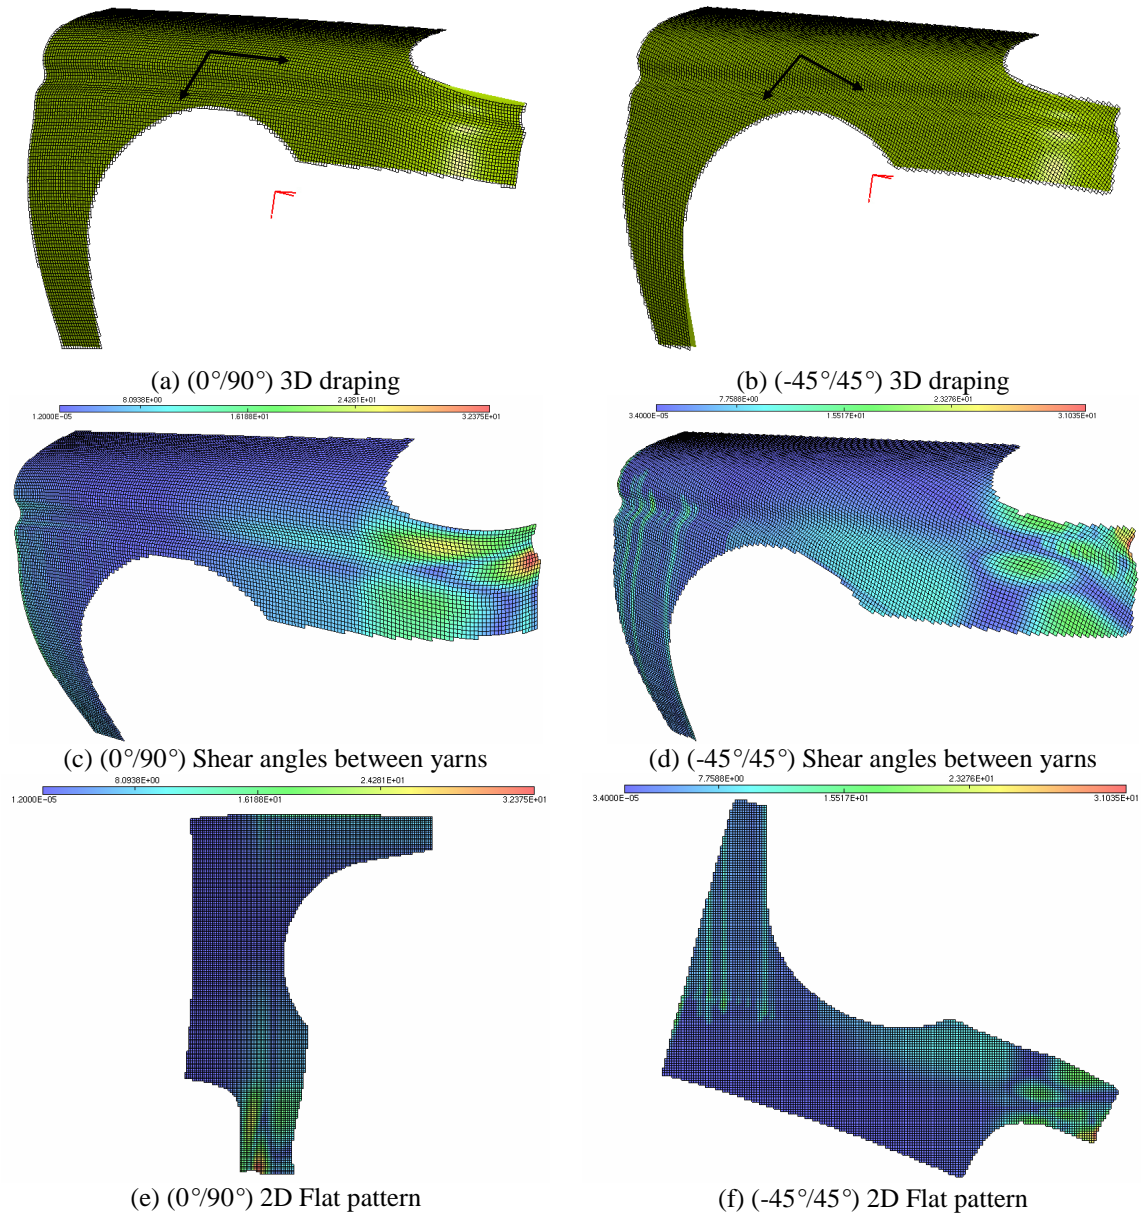 (a) (0°/90°) 3D draping
(b) (-45°/45°) 3D draping
8.0938E+00 2.4281E+01
1.2000E-05 1.6188E+01 3.2375E+01
7.7588E+00 2.3276E+01
3.4000E-05 1.5517E+01 3.1035E+01
(c) (0°/90°) Shear angles between yarns
(d) (-45°/45°) Shear angles between yarns
8.0938E+00 2.4281E+01
1.2000E-05 1.6188E+01 3.2375E+01
7.7588E+00 2.3276E+01
3.4000E-05 1.5517E+01 3.1035E+01
(e) (0°/90°) 2D Flat pattern
(f) (-45°/45°) 2D Flat pattern